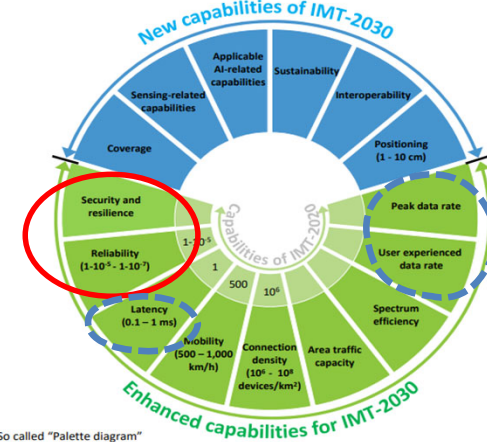 New capabilities of IMT-2030
Applicable
AI-related
capabilities
Sustainability
Sensing-related
capabilities
Interoperability
Coverage
Positioning
(1 - 10 cm)
Security and
resilience
Peak data rate
Capabilities of IMT-2020
Reliability
(1-10⁻⁵ - 1-10⁻⁷)
1-10⁻⁵
User experienced
data rate
1
500
10⁶
Latency
(0.1 – 1 ms)
Spectrum
efficiency
Mobility
(500 – 1,000
km/h)
Connection
density
(10⁶ - 10⁸
devices/km²)
Area traffic
capacity
Enhanced capabilities for IMT-2030
So called “Palette diagram”